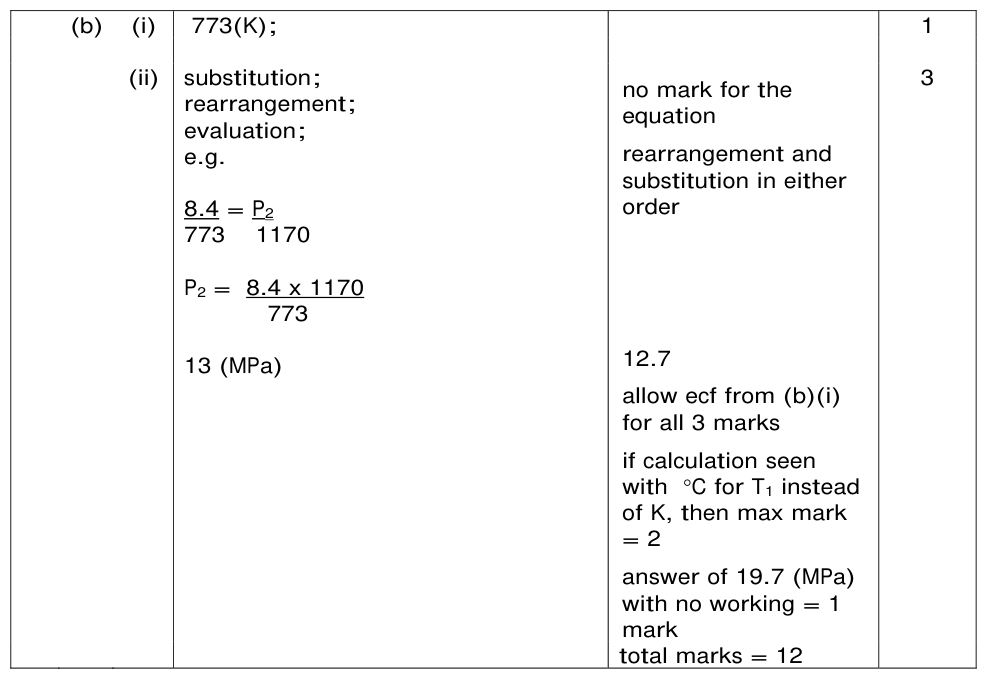 (b) (i) 773(K); 1
(ii) substitution; 3
rearrangement;
evaluation;
e.g.
no mark for the
equation
rearrangement and
substitution in either
order
8.4 = P₂
773 1170
P₂ = 8.4 x 1170
773
13 (MPa)
12.7
allow ecf from (b)(i)
for all 3 marks
if calculation seen
with °C for T₁ instead
of K, then max mark
= 2
answer of 19.7 (MPa)
with no working = 1
mark
total marks = 12